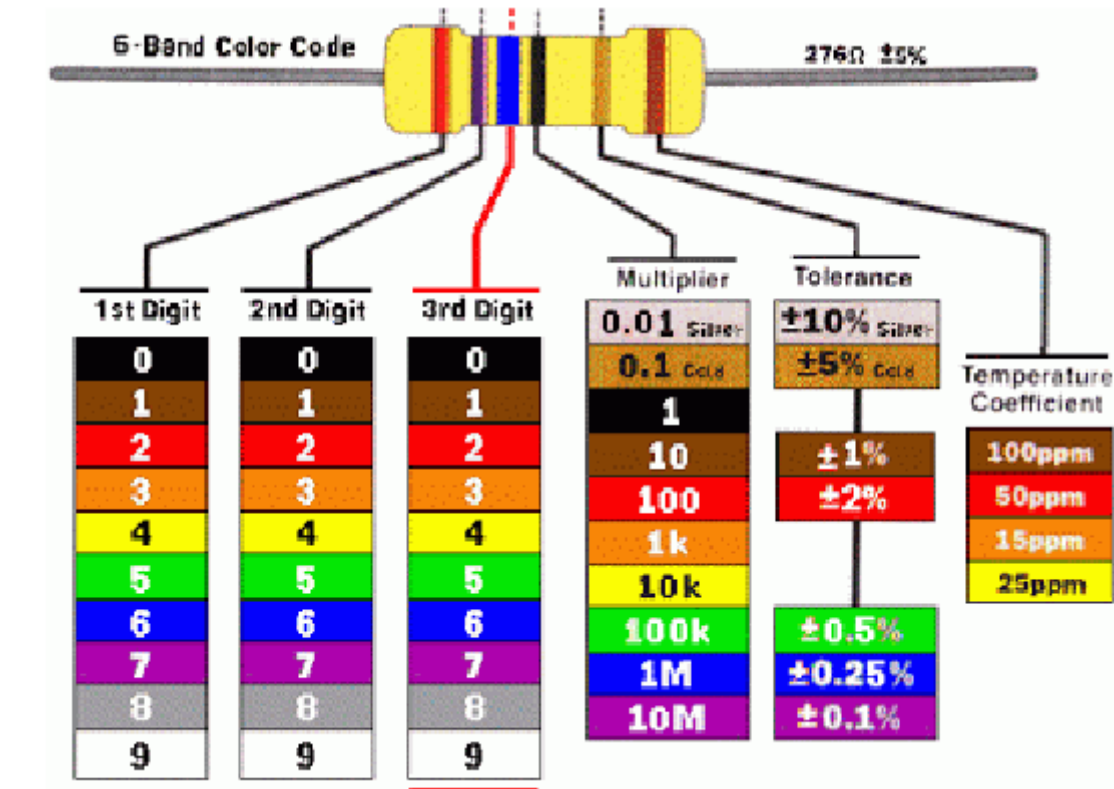 6-Band Color Code
276Ω ±5%
1st Digit
0
1
2
3
4
5
6
7
8
9
2nd Digit
0
1
2
3
4
5
6
7
8
9
3rd Digit
0
1
2
3
4
5
6
7
8
9
Multiplier
0.01 Silver
0.1 Gold
1
10
100
1k
10k
100k
1M
10M
Tolerance
±10% Silver
±5% Gold
±1%
±2%
±0.5%
±0.25%
±0.1%
Temperature
Coefficient
100ppm
50ppm
15ppm
25ppm